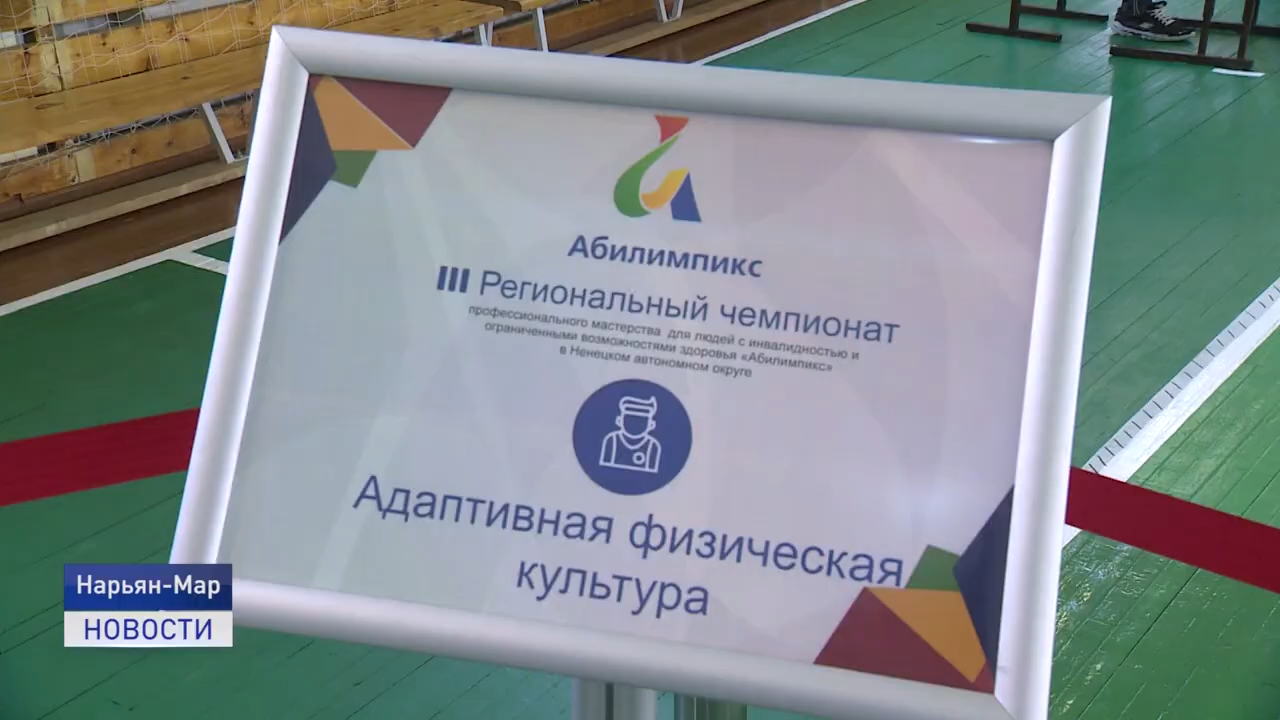 Абилимпикс
III Региональный чемпионат
профессионального мастерства для людей с инвалидностью и
ограниченными возможностями здоровья «Абилимпикс»
в Ненецком автономном округе
Адаптивная физическая
культура
Нарьян-Мар
НОВОСТИ